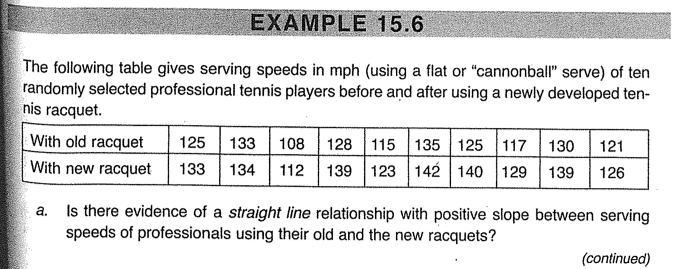 EXAMPLE 15.6
The following table gives serving speeds in mph (using a flat or “cannonball” serve) of ten
randomly selected professional tennis players before and after using a newly developed ten-
nis racquet.
With old racquet 125 133 108 128 115 135 125 117 130 121
With new racquet 133 134 112 139 123 142 140 129 139 126
a. Is there evidence of a straight line relationship with positive slope between serving
speeds of professionals using their old and the new racquets?
(continued)